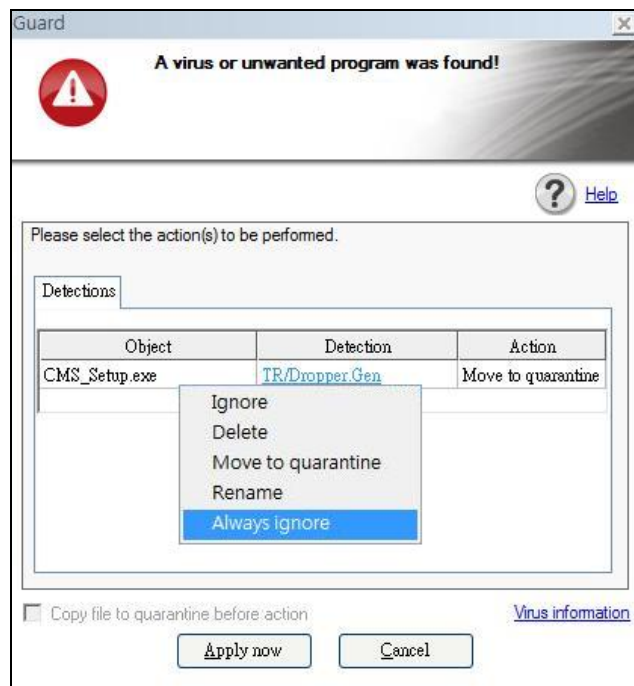 Guard
A virus or unwanted program was found!
Help
Please select the action(s) to be performed.
Detections
Object Detection Action
CMS_Setup.exe TR/Dropper.Gen Move to quarantine
Ignore
Delete
Move to quarantine
Rename
Always ignore
Copy file to quarantine before action Virus information
Apply now Cancel